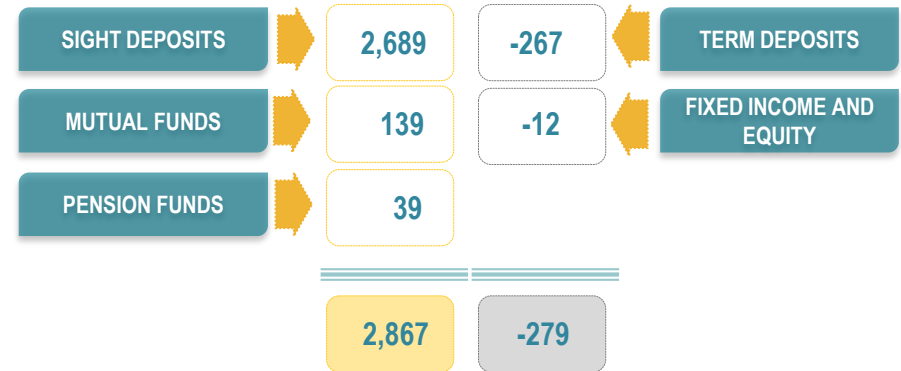 SIGHT DEPOSITS
2,689
-267
TERM DEPOSITS
MUTUAL FUNDS
139
-12
FIXED INCOME AND
EQUITY
PENSION FUNDS
39
2,867
-279